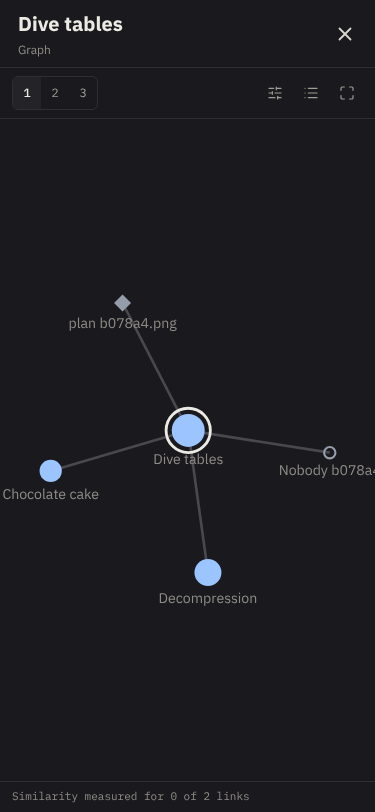 Dive tables
Graph
1 2 3
plan b078a4.png
Dive tables
Nobody b078a4
Chocolate cake
Decompression
Similarity measured for 0 of 2 links